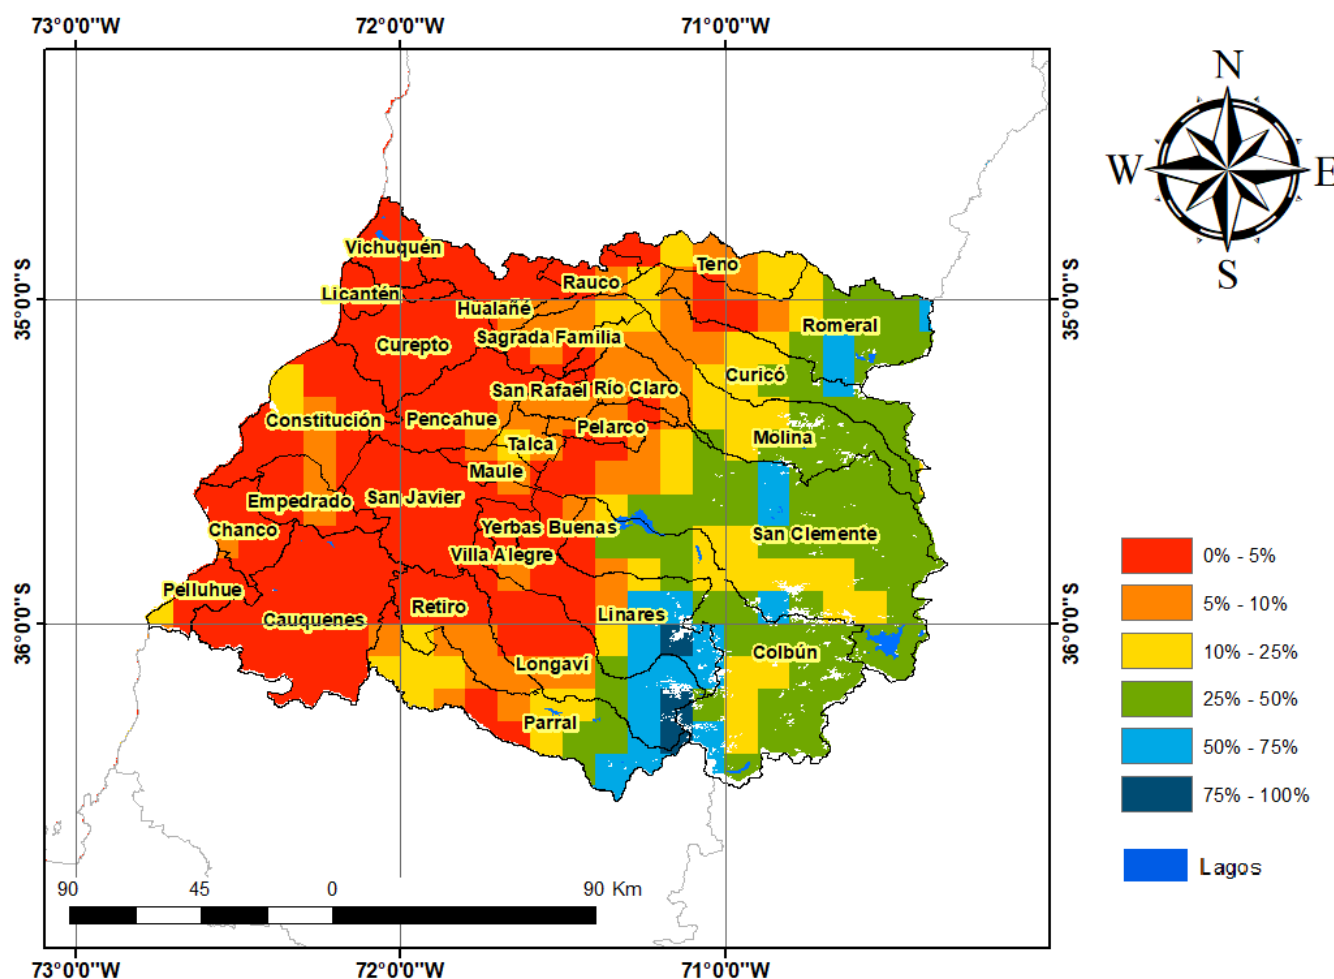 73°0'0"W 72°0'0"W 71°0'0"W
N
W E
S
35°0'0"S 35°0'0"S
36°0'0"S 36°0'0"S
Vichuquén
Teno
Rauco
Licantén
Hualañé
Romeral
Sagrada Familia
Curepto
Curicó
San Rafael
Río Claro
Constitución
Pencahue
Pelarco
Molina
Talca
Maule
San Javier
Empedrado
Yerbas Buenas
Chanco
San Clemente
Villa Alegre
Pelluhue
Retiro
Linares
Cauquenes
Colbún
Longaví
Parral
0% - 5%
5% - 10%
10% - 25%
25% - 50%
50% - 75%
75% - 100%
Lagos
90 45 0 90 Km
73°0'0"W 72°0'0"W 71°0'0"W